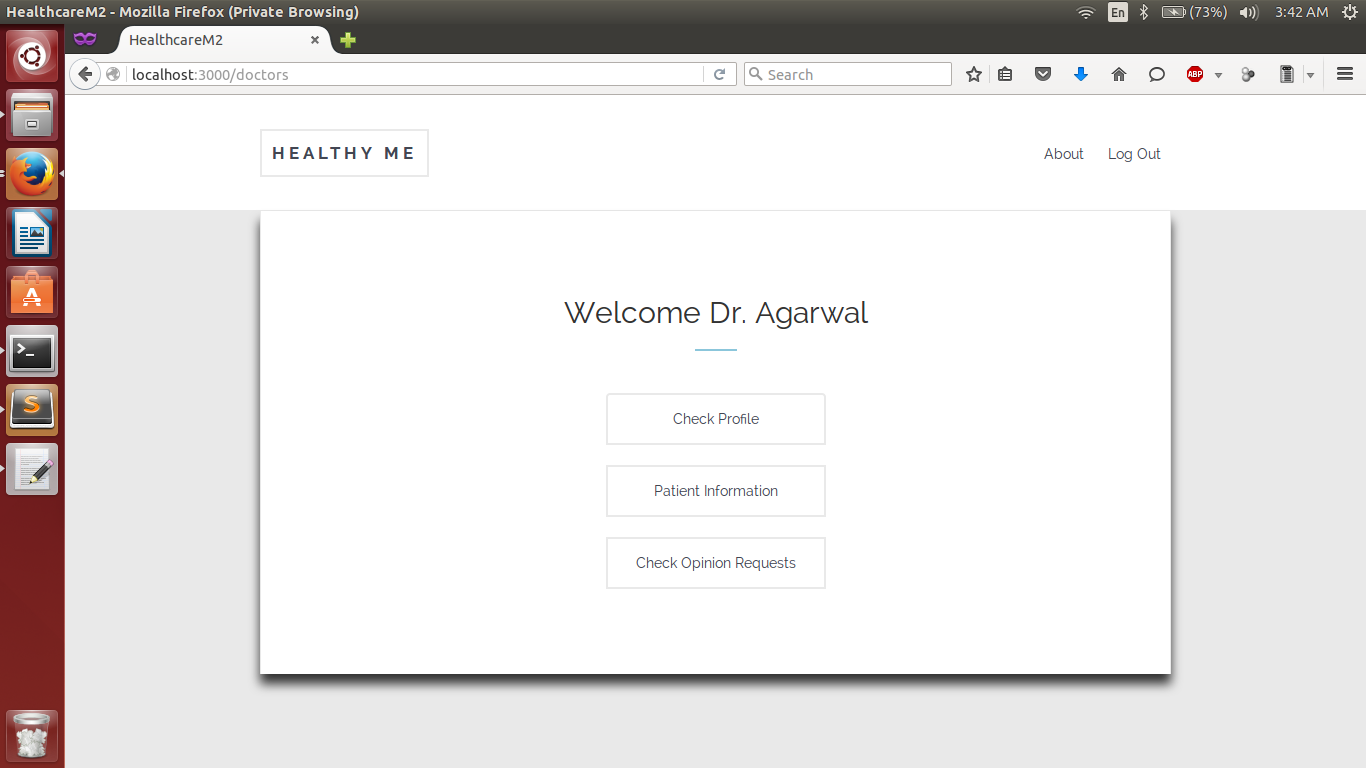 HealthcareM2 - Mozilla Firefox (Private Browsing)
En
(73%)
3:42 AM
HealthcareM2
localhost:3000/doctors
Search
ABP
HEALTHY ME
About
Log Out
Welcome Dr. Agarwal
Check Profile
Patient Information
Check Opinion Requests